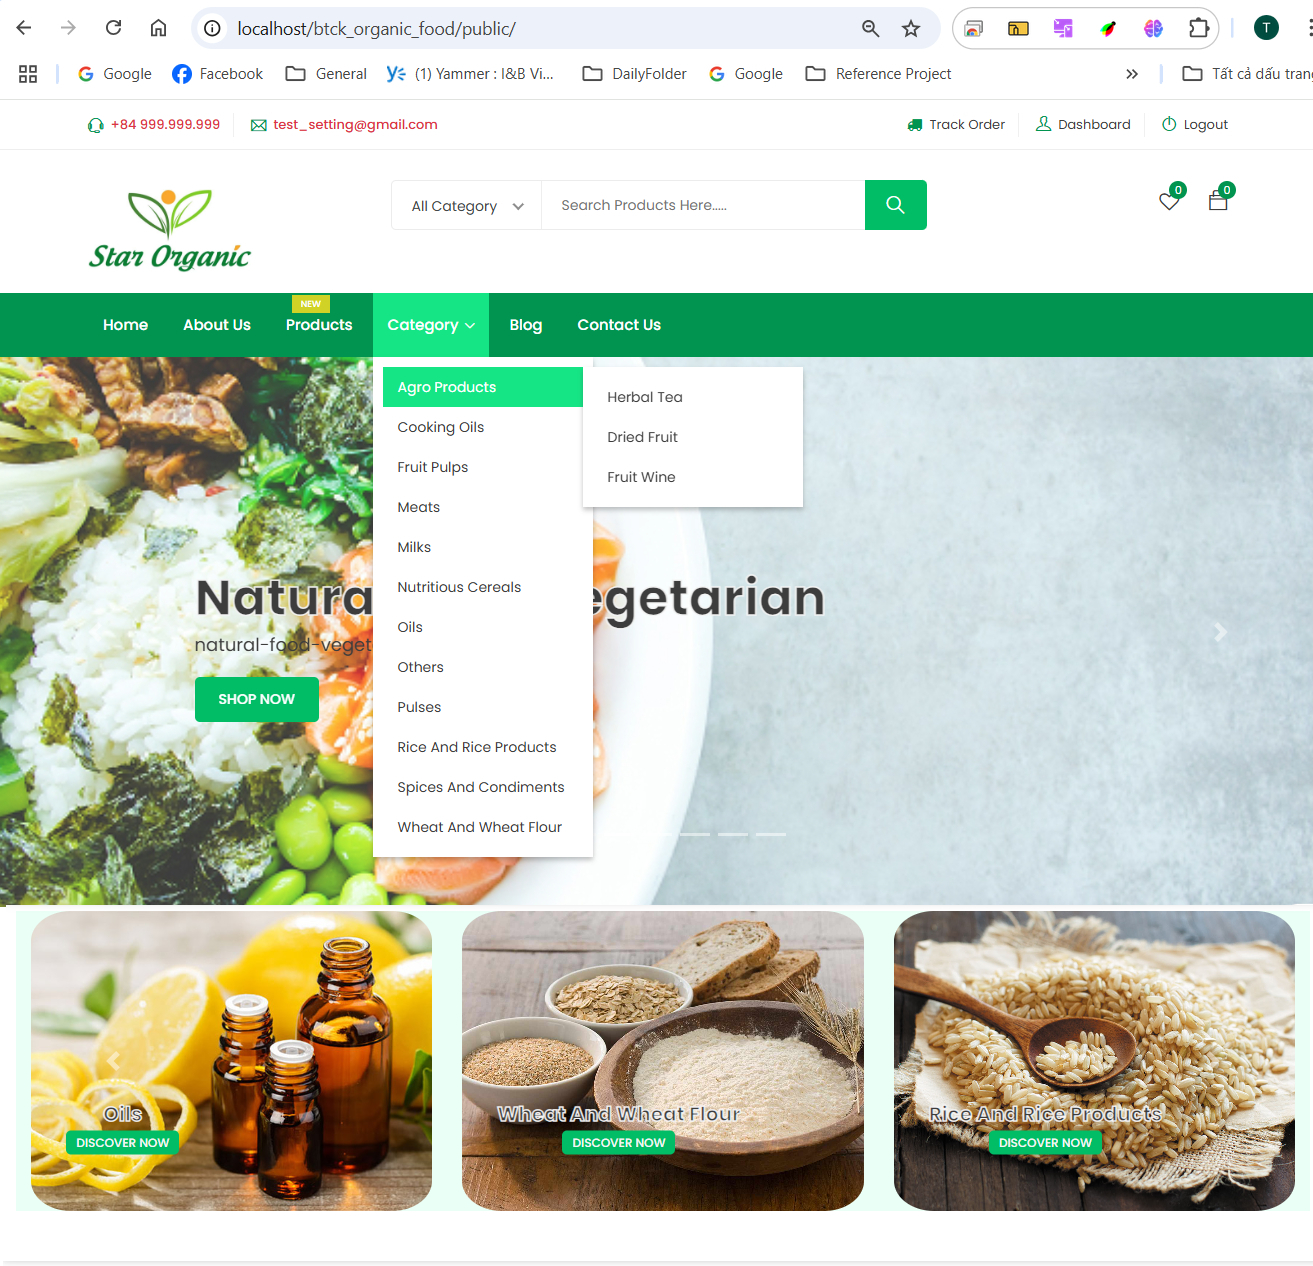 localhost/btck_organic_food/public/
T
Google
Facebook
General
(1) Yammer : I&B Vi...
DailyFolder
Google
Reference Project
Tất cả dấu trang
+84 999.999.999
test_setting@gmail.com
Track Order
Dashboard
Logout
Star Organic
All Category
Search Products Here.....
0
0
NEW
Home
About Us
Products
Category
Blog
Contact Us
Agro Products
Cooking Oils
Fruit Pulps
Meats
Milks
Nutritious Cereals
Oils
Others
Pulses
Rice And Rice Products
Spices And Condiments
Wheat And Wheat Flour
Herbal Tea
Dried Fruit
Fruit Wine
Natura egetarian
natural-food-veget
SHOP NOW
Oils
DISCOVER NOW
Wheat And Wheat Flour
DISCOVER NOW
Rice And Rice Products
DISCOVER NOW